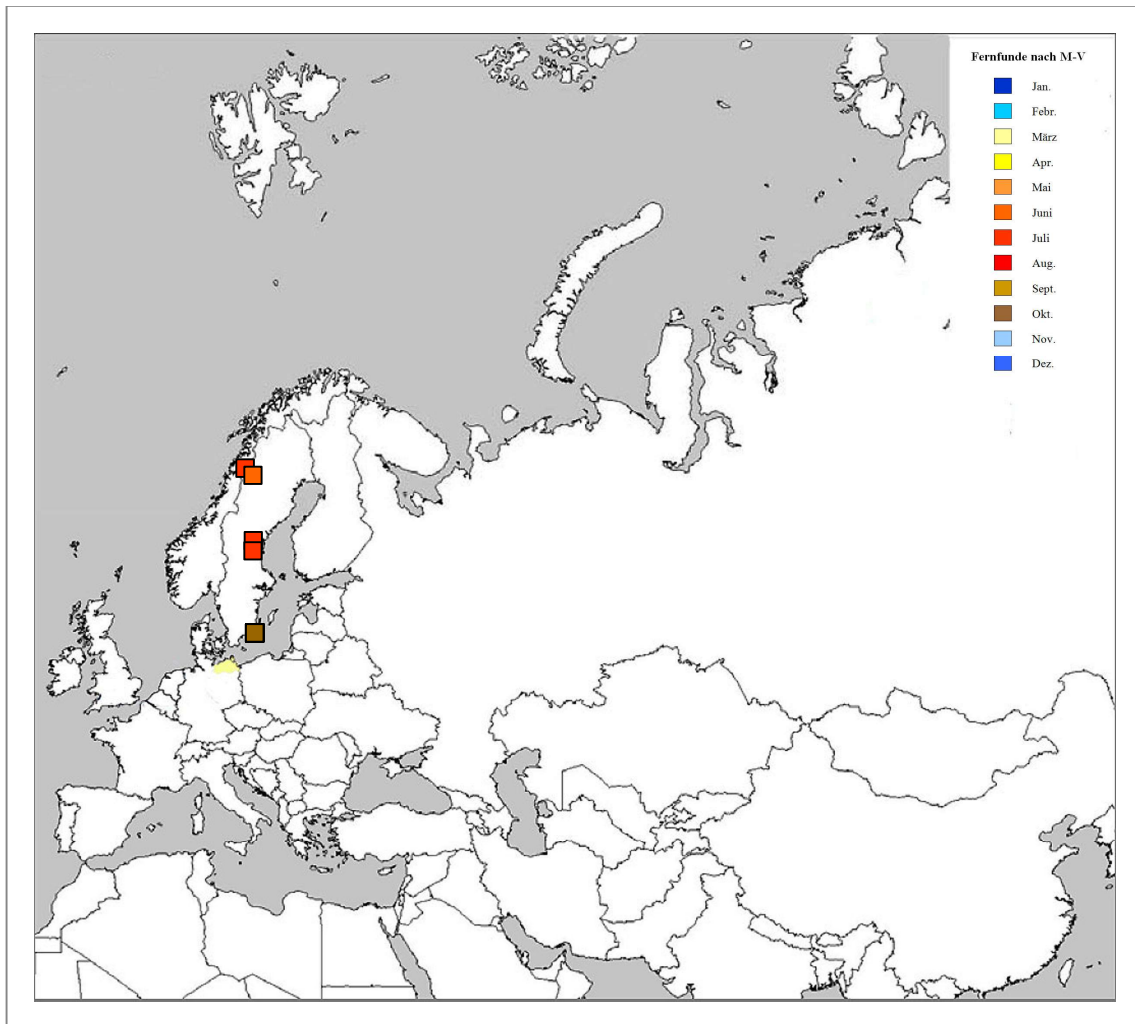 Fernfunde nach M-V
Jan.
Febr.
März
Apr.
Mai
Juni
Juli
Aug.
Sept.
Okt.
Nov.
Dez.